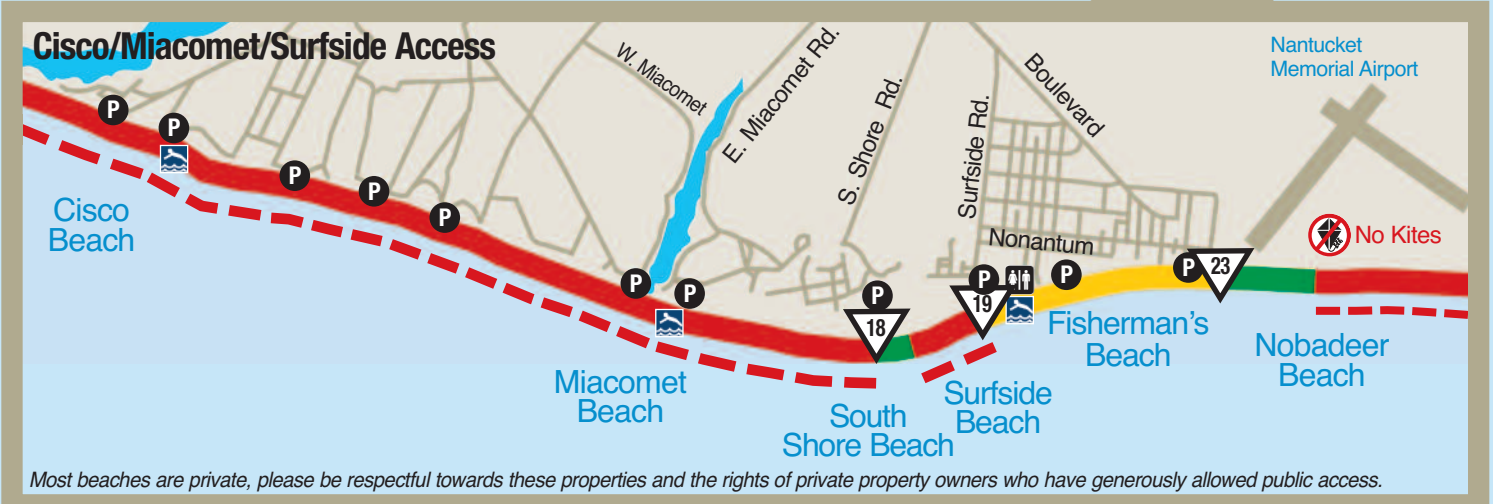 Cisco/Miacomet/Surfside Access
Nantucket
Memorial Airport
W. Miacomet
E. Miacomet Rd.
S. Shore Rd.
Surfside Rd.
Boulevard
Nonantum
P
P
P
P
P
P
P
P
P
P
P
18
19
23
No Kites
Cisco
Beach
Miacomet
Beach
South
Shore Beach
Surfside
Beach
Fisherman's
Beach
Nobadeer
Beach
Most beaches are private, please be respectful towards these properties and the rights of private property owners who have generously allowed public access.